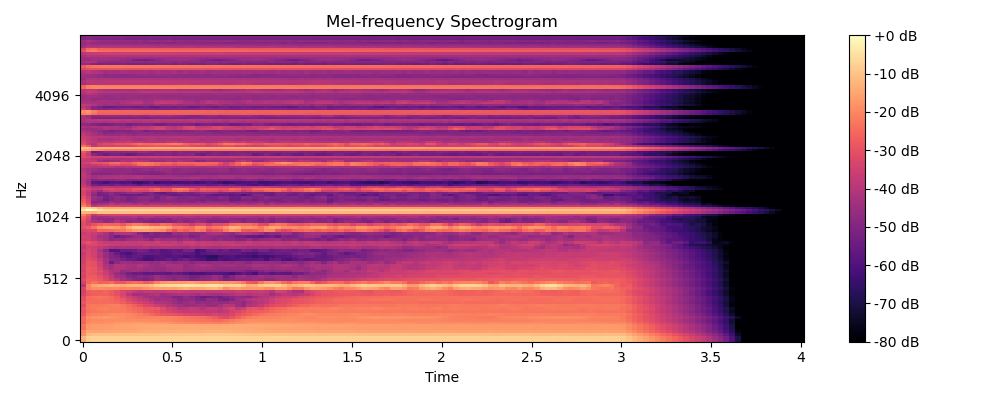 Mel-frequency Spectrogram
Hz
4096
2048
1024
512
0
0
0.5
1
1.5
2
2.5
3
3.5
4
Time
+0 dB
-10 dB
-20 dB
-30 dB
-40 dB
-50 dB
-60 dB
-70 dB
-80 dB